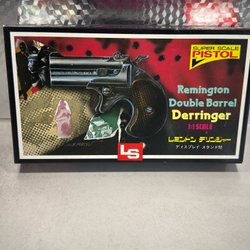 SUPER SCALE
PISTOL
Remington
Double Barrel
Derringer
1:1 SCALE
レミントン デリンジャー
ディスプレイ スタンド付
LS